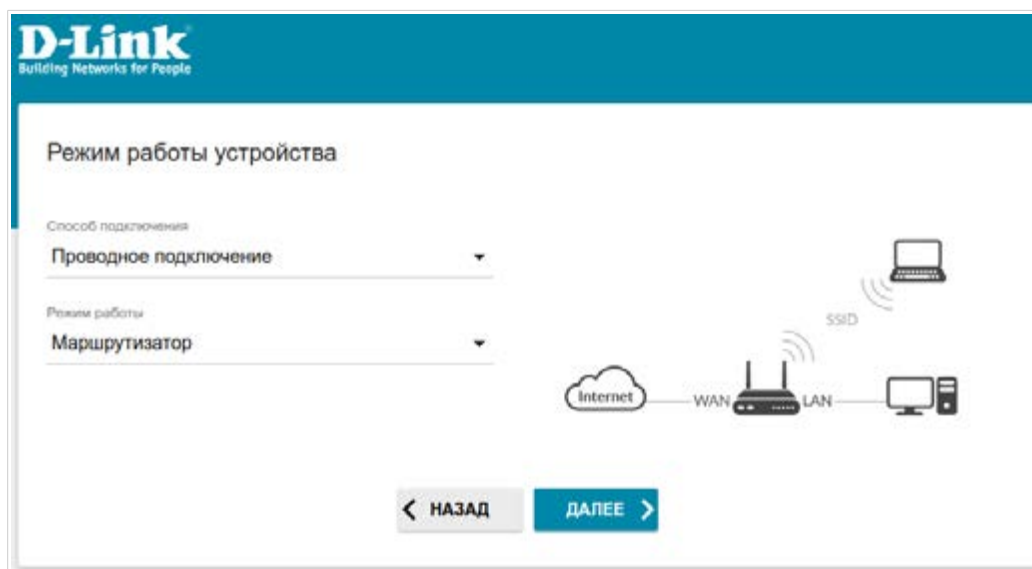 D-Link
Building Networks for People
Режим работы устройства
Способ подключения
Проводное подключение
Режим работы
Маршрутизатор
SSID
Internet
WAN
LAN
НАЗАД
ДАЛЕЕ